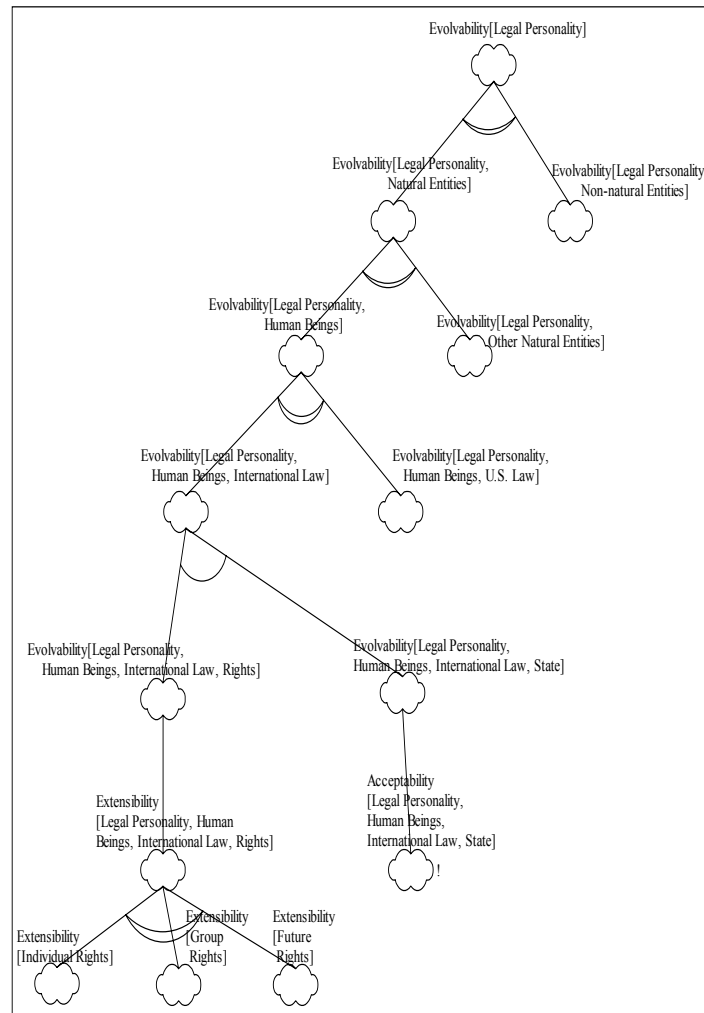 Evolvability[Legal Personality]
Evolvability[Legal Personality,
Natural Entities]
Evolvability[Legal Personality,
Non-natural Entities]
Evolvability[Legal Personality,
Human Beings]
Evolvability[Legal Personality,
Other Natural Entities]
Evolvability[Legal Personality,
Human Beings, International Law]
Evolvability[Legal Personality,
Human Beings, U.S. Law]
Evolvability[Legal Personality,
Human Beings, International Law, Rights]
Evolvability[Legal Personality,
Human Beings, International Law, State]
Extensibility
[Legal Personality, Human
Beings, International Law, Rights]
Acceptability
[Legal Personality,
Human Beings,
International Law, State]
!
Extensibility
[Individual Rights]
Extensibility
[Group
Rights]
Extensibility
[Future
Rights]